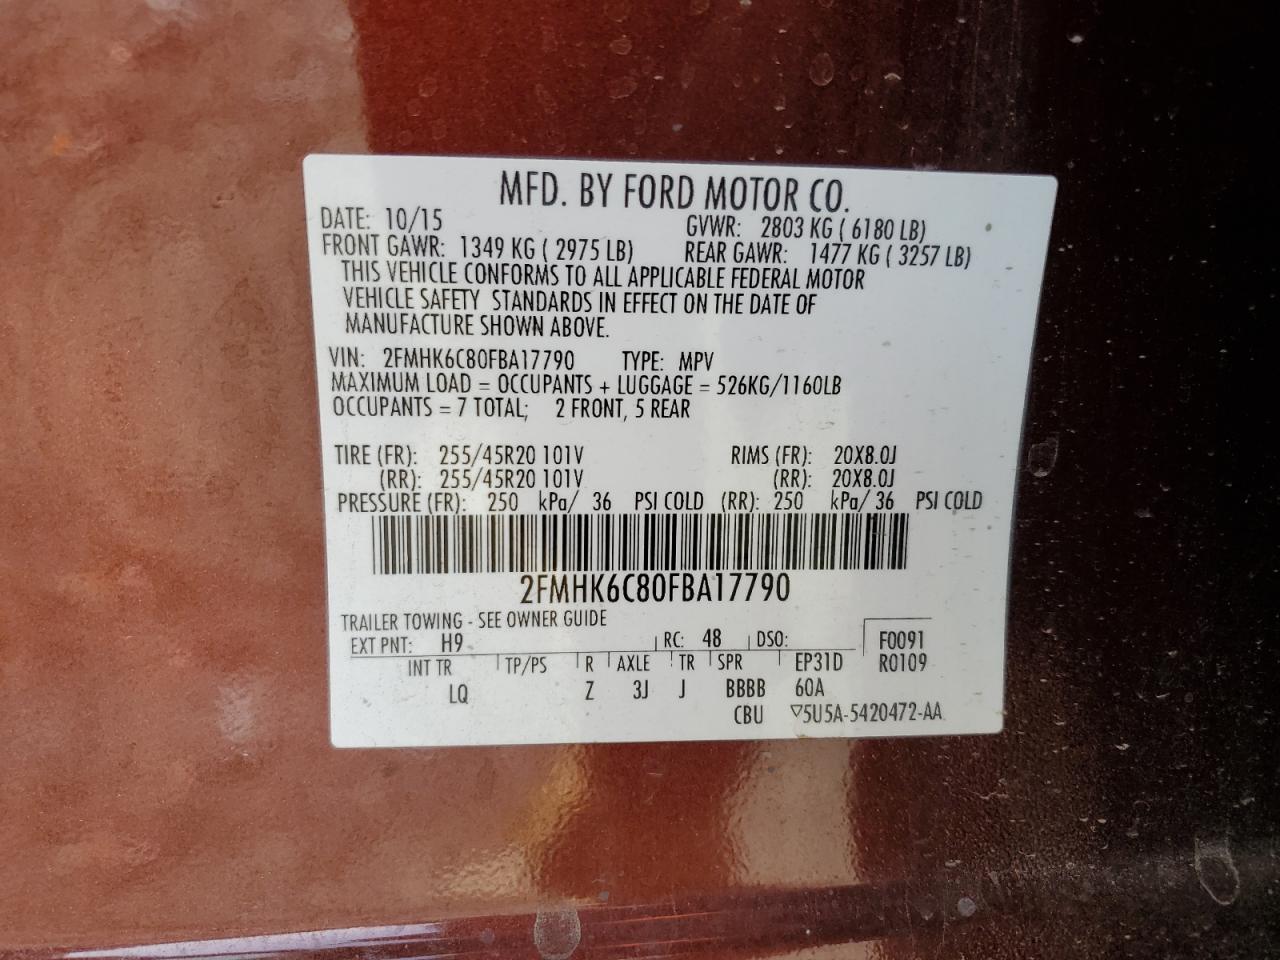 MFD. BY FORD MOTOR CO.
DATE: 10/15 GVWR: 2803 KG ( 6180 LB)
FRONT GAWR: 1349 KG ( 2975 LB) REAR GAWR: 1477 KG ( 3257 LB)
THIS VEHICLE CONFORMS TO ALL APPLICABLE FEDERAL MOTOR
VEHICLE SAFETY STANDARDS IN EFFECT ON THE DATE OF
MANUFACTURE SHOWN ABOVE.
VIN: 2FMHK6C80FBA17790 TYPE: MPV
MAXIMUM LOAD = OCCUPANTS + LUGGAGE = 526KG/1160LB
OCCUPANTS = 7 TOTAL; 2 FRONT, 5 REAR
TIRE (FR): 255/45R20 101V RIMS (FR): 20X8.0J
(RR): 255/45R20 101V (RR): 20X8.0J
PRESSURE (FR): 250 kPa/ 36 PSI COLD (RR): 250 kPa/ 36 PSI COLD
2FMHK6C80FBA17790
TRAILER TOWING - SEE OWNER GUIDE
EXT PNT: H9 RC: 48 DSO: F0091
INT TR TP/PS R AXLE TR SPR EP31D R0109
LQ Z 3J J BBBB 60A
CBU ▽5U5A-5420472-AA